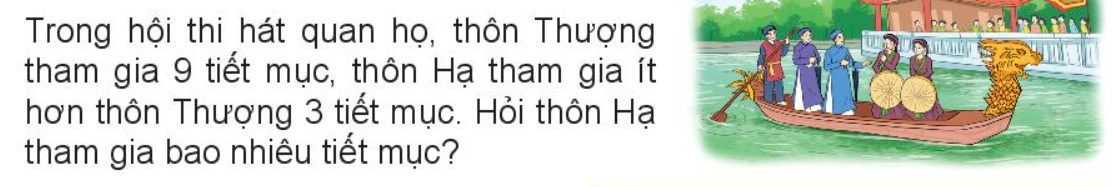 Trong hội thi hát quan họ, thôn Thượng
tham gia 9 tiết mục, thôn Hạ tham gia ít
hơn thôn Thượng 3 tiết mục. Hỏi thôn Hạ
tham gia bao nhiêu tiết mục?